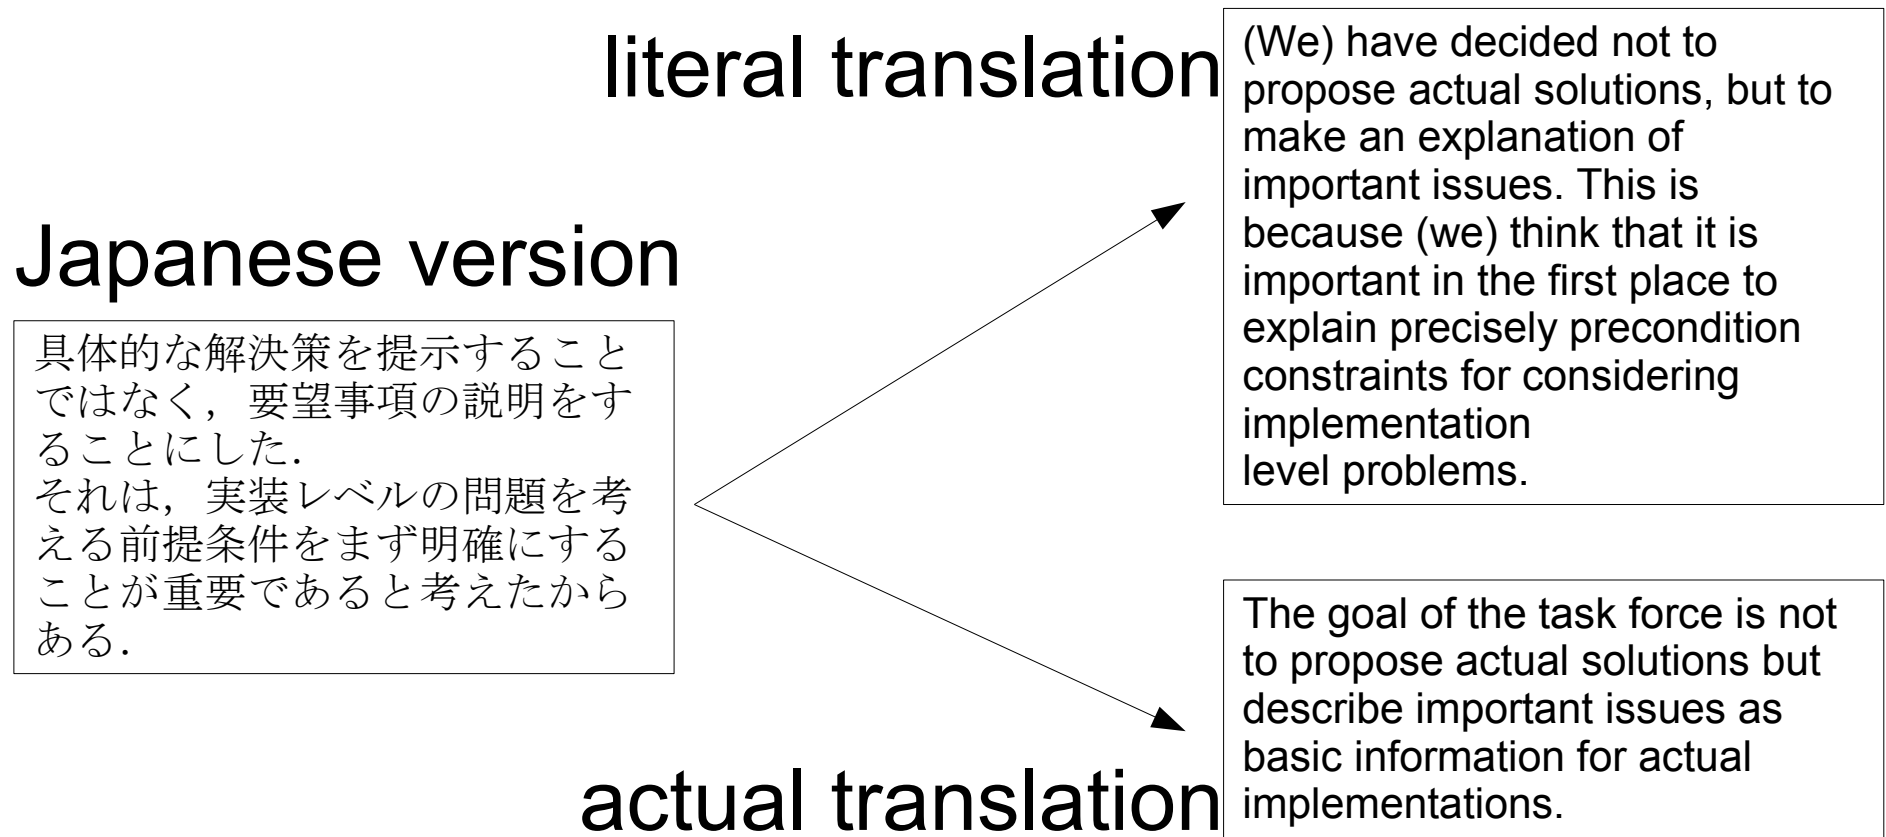 literal translation
(We) have decided not to
propose actual solutions, but to
make an explanation of
important issues. This is
because (we) think that it is
important in the first place to
explain precisely precondition
constraints for considering
implementation
level problems.
Japanese version
具体的な解決策を提示すること
ではなく，要望事項の説明をす
ることにした．
それは，実装レベルの問題を考
える前提条件をまず明確にする
ことが重要であると考えたから
ある．
actual translation
The goal of the task force is not
to propose actual solutions but
describe important issues as
basic information for actual
implementations.